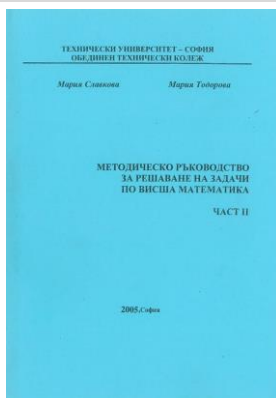 ТЕХНИЧЕСКИ УНИВЕРСИТЕТ – СОФИЯ
ОБЕДИНЕН ТЕХНИЧЕСКИ КОЛЕЖ
Мария Славкова Мария Тодорова
МЕТОДИЧЕСКО РЪКОВОДСТВО
ЗА РЕШАВАНЕ НА ЗАДАЧИ
ПО ВИСША МАТЕМАТИКА
ЧАСТ II
2005,София